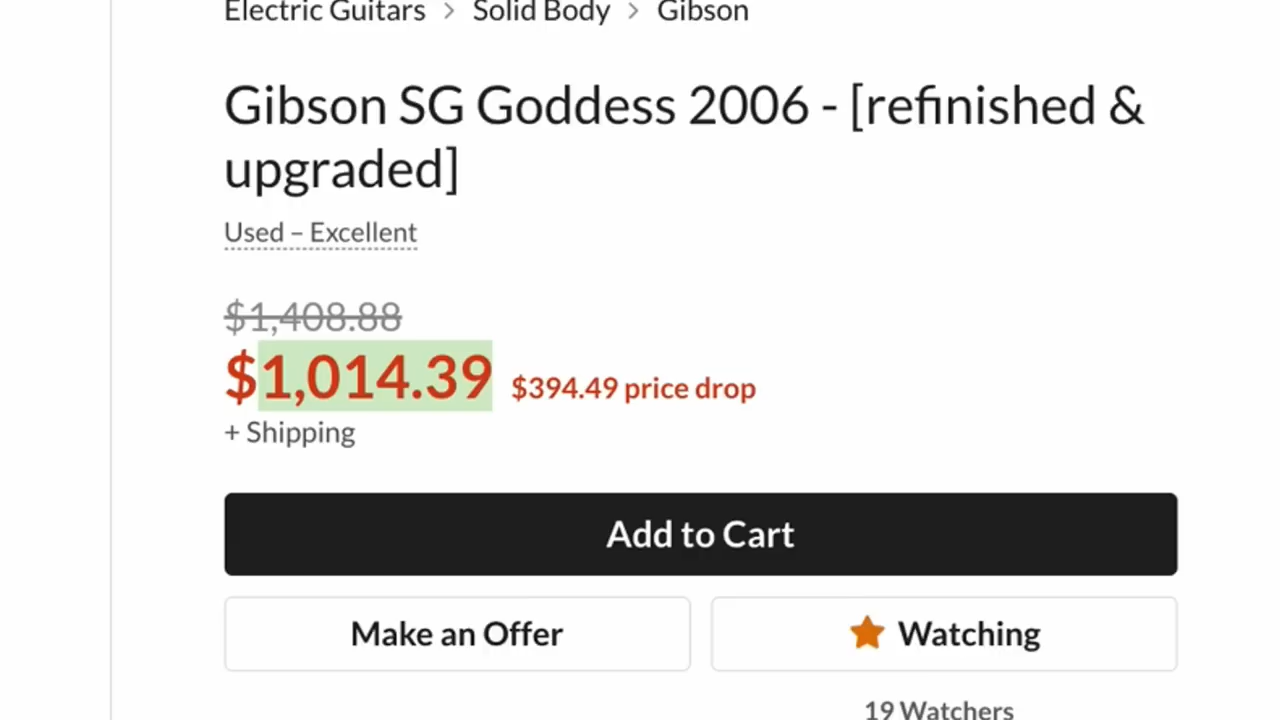 Electric Guitars > Solid Body > Gibson
Gibson SG Goddess 2006 - [refinished &
upgraded]
Used – Excellent
$1,408.88
$1,014.39 $394.49 price drop
+ Shipping
Add to Cart
Make an Offer
Watching
19 Watchers